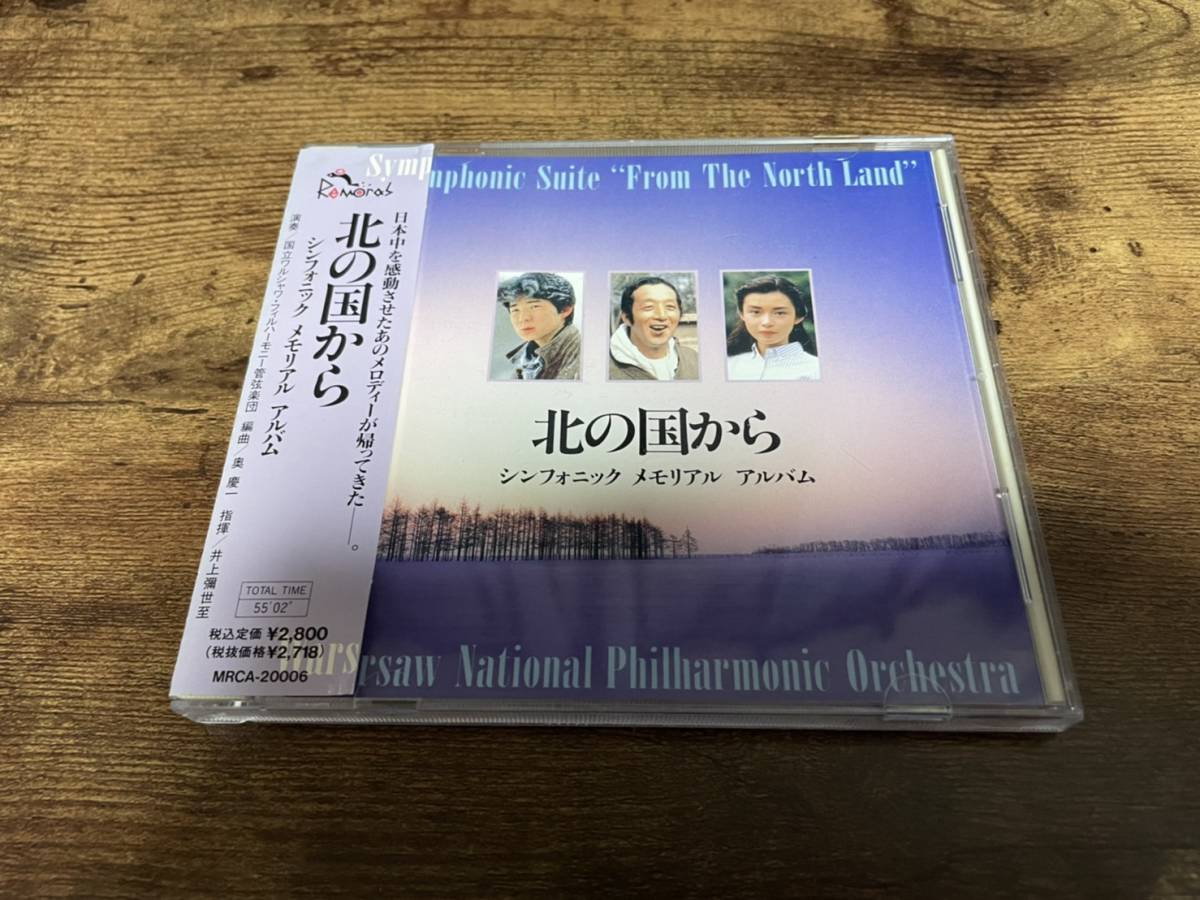 Remora's
日本中を感動させたあのメロディーが帰ってきた——。
北の国から
シンフォニック メモリアル アルバム
演奏／国立ワルシャワ・フィルハーモニー管弦楽団 編曲／奥 慶一 指揮／井上彌世至
TOTAL TIME
55'02"
税込定価¥2,800
(税抜価格¥2,718)
MRCA-20006
Symphonic Suite “From The North Land”
北の国から
シンフォニック メモリアル アルバム
Warsaw National Philharmonic Orchestra